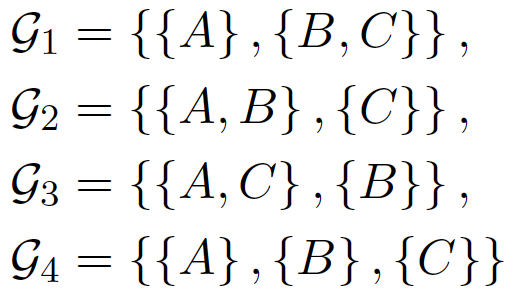 𝒢₁ = {{A} , {B, C}} ,
𝒢₂ = {{A, B} , {C}} ,
𝒢₃ = {{A, C} , {B}} ,
𝒢₄ = {{A} , {B} , {C}}